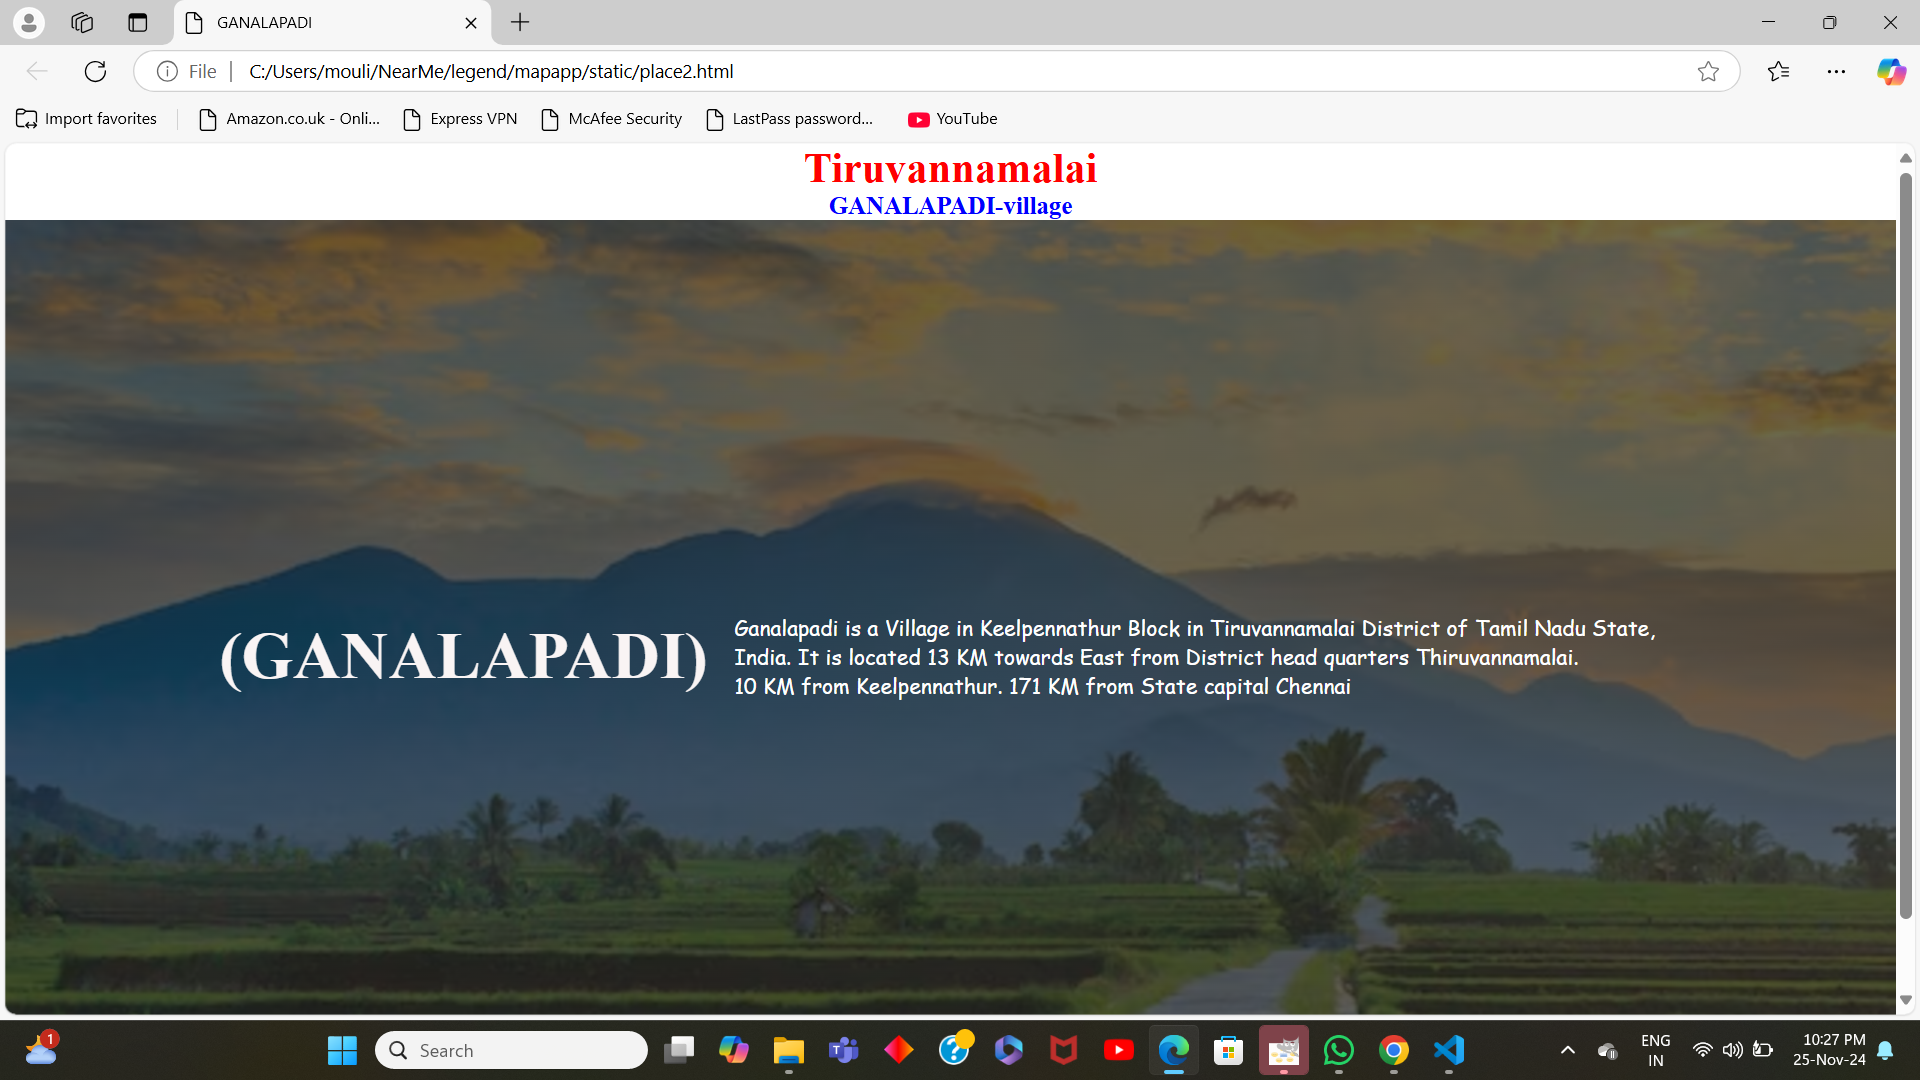 GANALAPADI
File
C:/Users/mouli/NearMe/legend/mapapp/static/place2.html
Import favorites
Amazon.co.uk - Onli...
Express VPN
McAfee Security
LastPass password...
YouTube
Tiruvannamalai
GANALAPADI-village
(GANALAPADI)
Ganalapadi is a Village in Keelpennathur Block in Tiruvannamalai District of Tamil Nadu State,
India. It is located 13 KM towards East from District head quarters Thiruvannamalai.
10 KM from Keelpennathur. 171 KM from State capital Chennai
1
Search
ENG
IN
10:27 PM
25-Nov-24